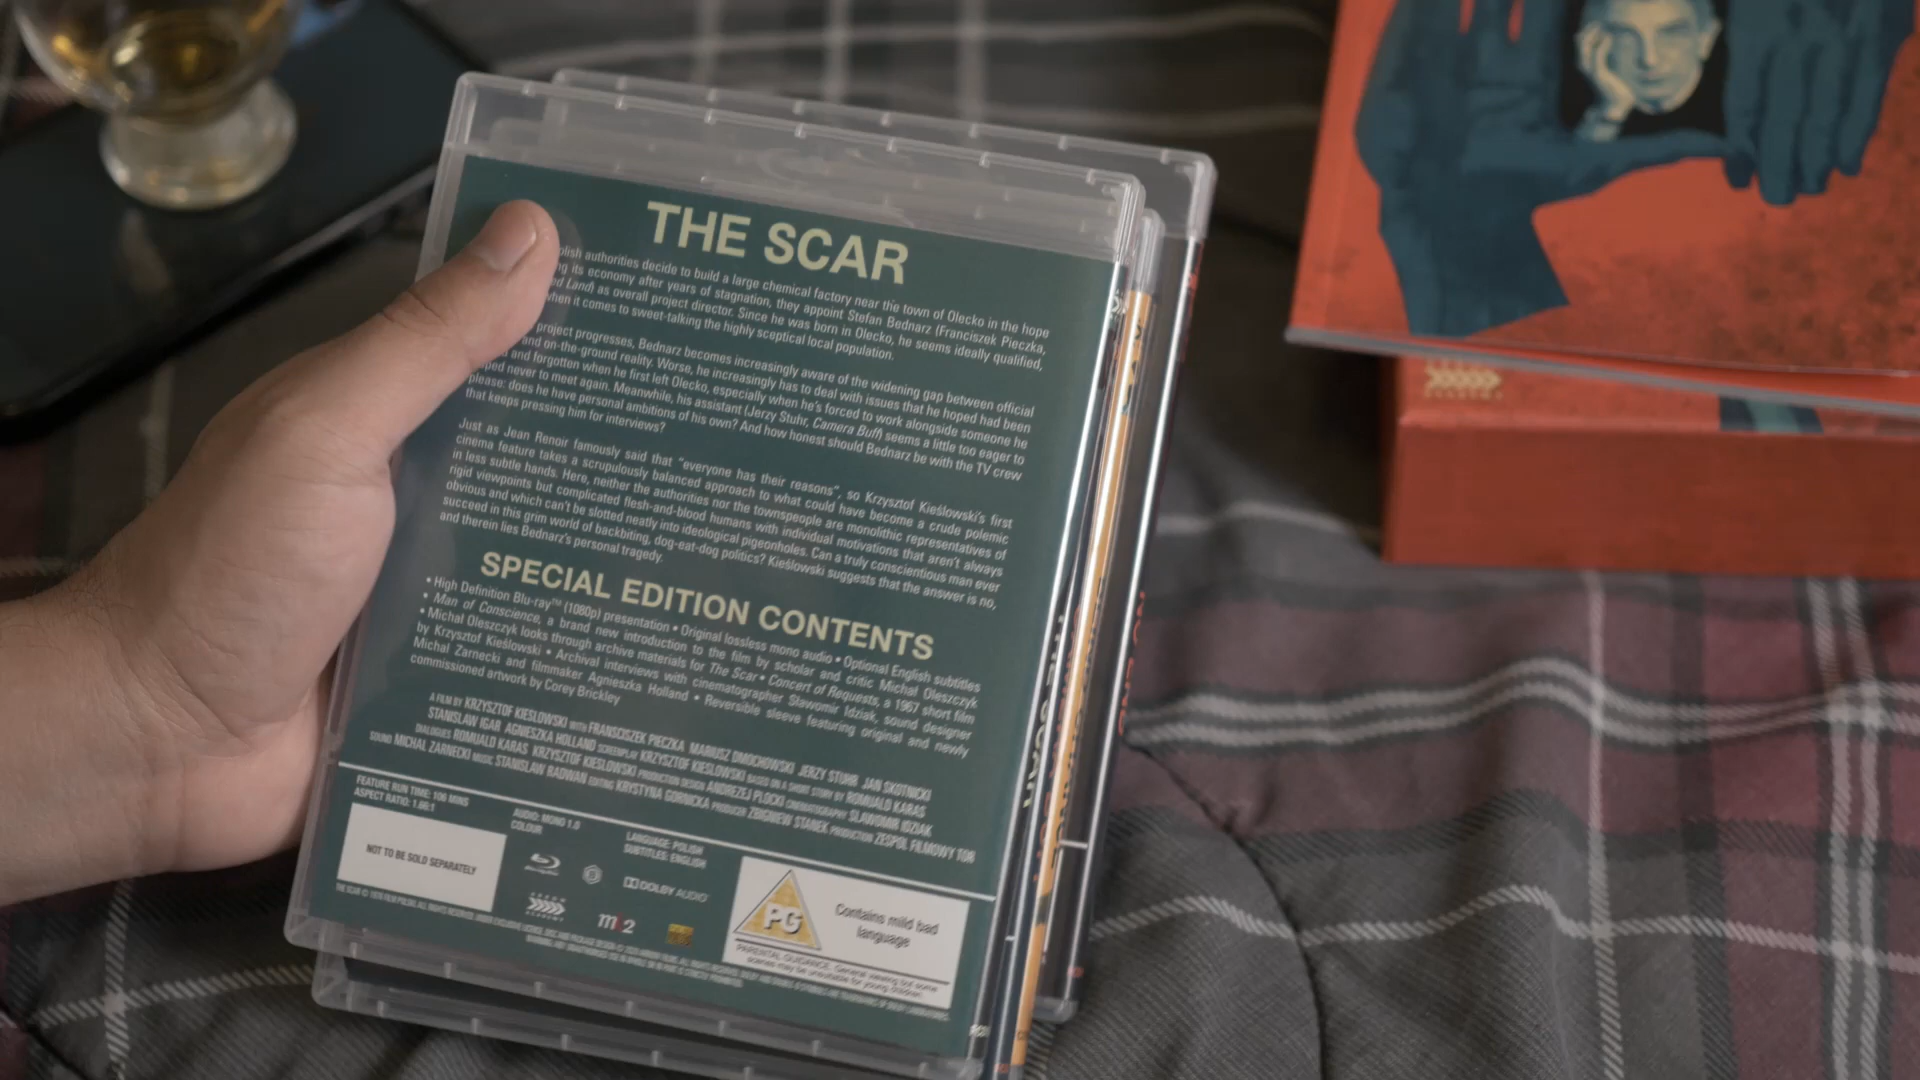 THE SCAR
olish authorities decide to build a large chemical factory near the town of Olecko in the hope
ng its economy after years of stagnation, they appoint Stefan Bednarz (Franciszek Pieczka,
ed Land) as overall project director. Since he was born in Olecko, he seems ideally qualified,
when it comes to sweet-talking the highly sceptical local population.
project progresses, Bednarz becomes increasingly aware of the widening gap between official
and on-the-ground reality. Worse, he increasingly has to deal with issues that he hoped had been
and forgotten when he first left Olecko, especially when he's forced to work alongside someone he
ped never to meet again. Meanwhile, his assistant (Jerzy Stuhr, Camera Buff) seems a little too eager to
please: does he have personal ambitions of his own? And how honest should Bednarz be with the TV crew
that keeps pressing him for interviews?
Just as Jean Renoir famously said that "everyone has their reasons", so Krzysztof Kieślowski's first
cinema feature takes a scrupulously balanced approach to what could have become a crude polemic
in less subtle hands. Here, neither the authorities nor the townspeople are monolithic representatives of
rigid viewpoints but complicated flesh-and-blood humans with individual motivations that aren't always
obvious and which can't be slotted neatly into ideological pigeonholes. Can a truly conscientious man ever
succeed in this grim world of backbiting, dog-eat-dog politics? Kieślowski suggests that the answer is no,
and therein lies Bednarz's personal tragedy.
SPECIAL EDITION CONTENTS
• High Definition Blu-ray™ (1080p) presentation • Original lossless mono audio • Optional English subtitles
• Man of Conscience, a brand new introduction to the film by scholar and critic Michał Oleszczyk
• Michał Oleszczyk looks through archive materials for The Scar • Concert of Requests, a 1967 short film
by Krzysztof Kieślowski • Archival interviews with cinematographer Sławomir Idziak, sound designer
Michał Żarnecki and filmmaker Agnieszka Holland • Reversible sleeve featuring original and newly
commissioned artwork by Corey Brickley
A FILM BY KRZYSZTOF KIEŚLOWSKI WITH FRANCISZEK PIECZKA MARIUSZ DMOCHOWSKI JERZY STUHR JAN SKOTNICKI
STANISŁAW IGAR AGNIESZKA HOLLAND SCREENPLAY KRZYSZTOF KIEŚLOWSKI BASED ON A SHORT STORY BY ROMUALD KARAŚ
DIALOGUES ROMUALD KARAŚ KRZYSZTOF KIEŚLOWSKI PRODUCTION DESIGN ANDRZEJ PŁOCKI CINEMATOGRAPHY SŁAWOMIR IDZIAK
SOUND MICHAŁ ŻARNECKI MUSIC STANISŁAW RADWAN EDITING KRYSTYNA GÓRNICKA PRODUCER ZBIGNIEW STANEK PRODUCTION ZESPÓŁ FILMOWY TOR
FEATURE RUN TIME: 106 MINS
ASPECT RATIO: 1.66:1
AUDIO: MONO 1.0
COLOUR
LANGUAGE: POLISH
SUBTITLES: ENGLISH
NOT TO BE SOLD SEPARATELY
DOLBY AUDIO
PG
Contains mild bad
language
PARENTAL GUIDANCE. General viewing but some
scenes may be unsuitable for young children
THE SCAR
NO END